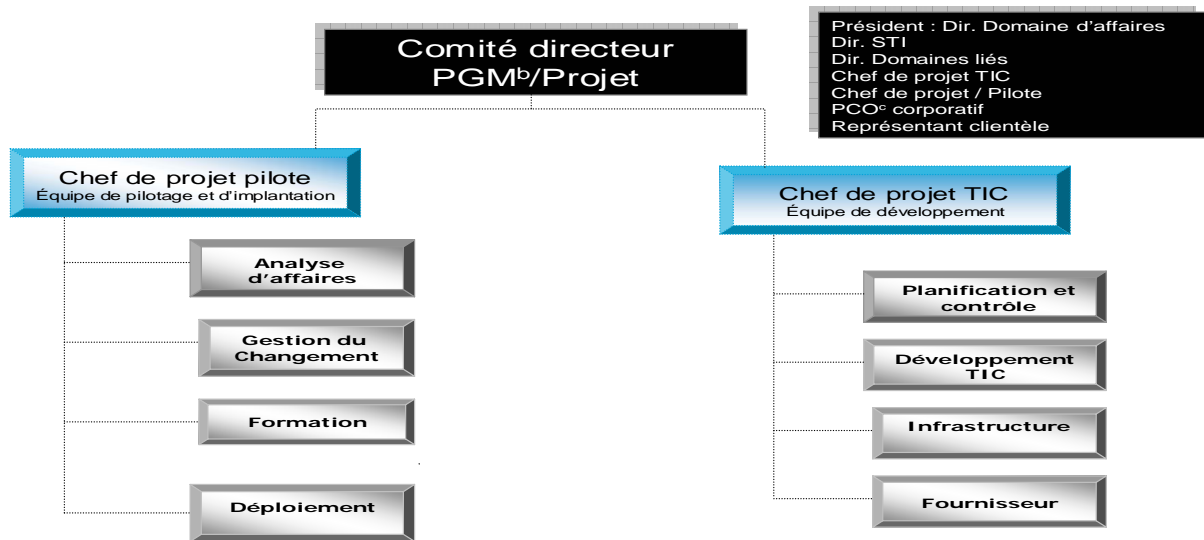 Comité directeur
PGMᵇ/Projet
Président : Dir. Domaine d'affaires
Dir. STI
Dir. Domaines liés
Chef de projet TIC
Chef de projet / Pilote
PCOᶜ corporatif
Représentant clientèle
Chef de projet pilote
Équipe de pilotage et d'implantation
Analyse
d'affaires
Gestion du
Changement
Formation
Déploiement
Chef de projet TIC
Équipe de développement
Planification et
contrôle
Développement
TIC
Infrastructure
Fournisseur